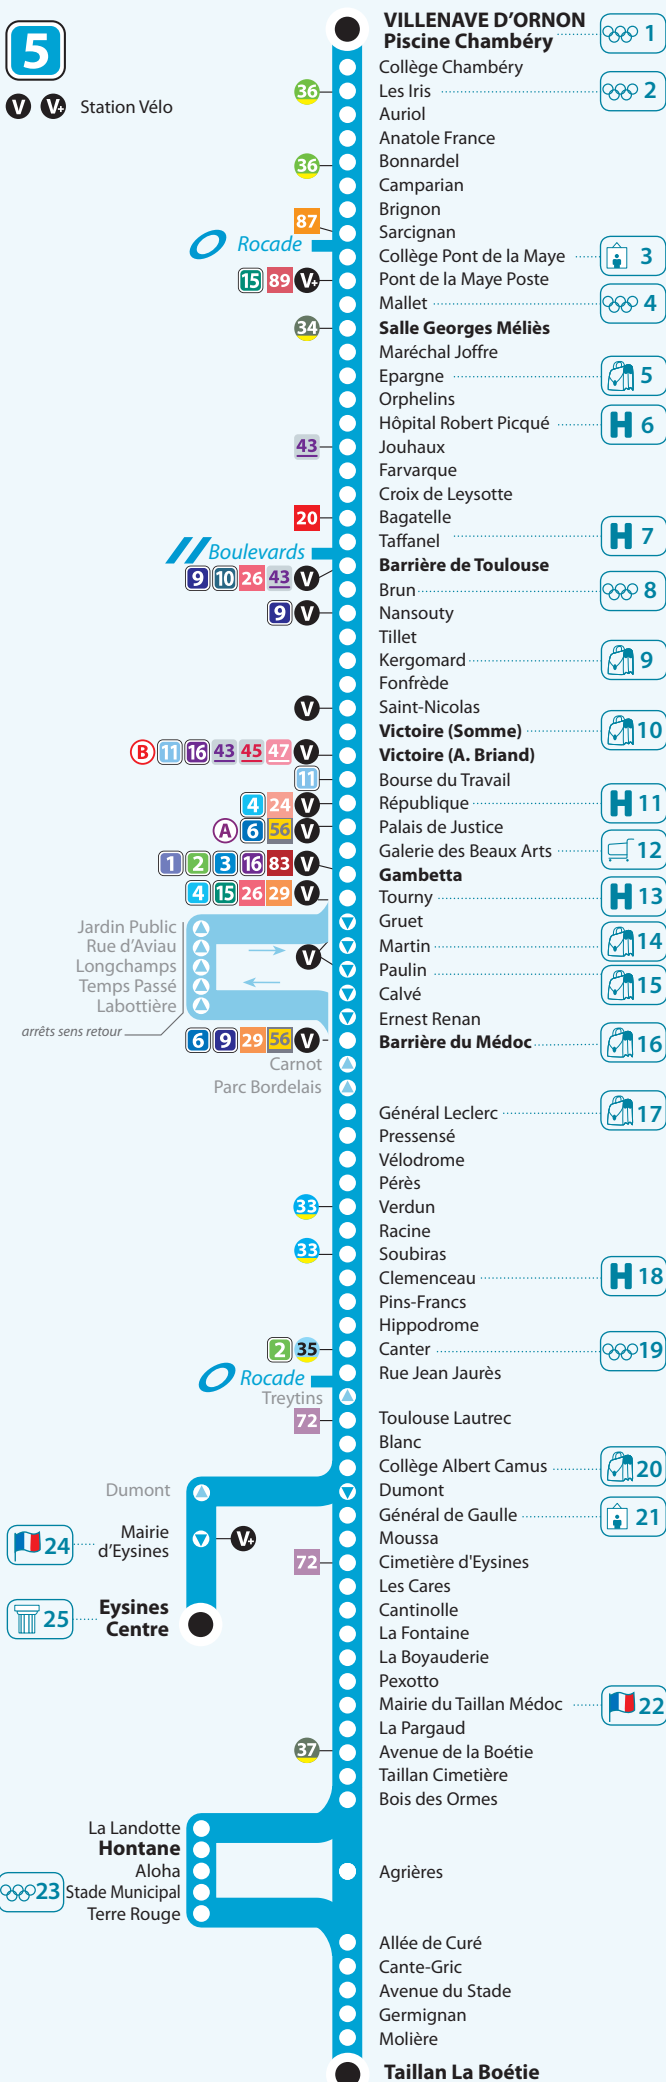 5
V V+ Station Vélo
VILLENAVE D'ORNON
Piscine Chambéry 1
Collège Chambéry
36 Les Iris 2
Auriol
Anatole France
36 Bonnardel
Camparian
Brignon
87 Sarcignan
Rocade
Collège Pont de la Maye 3
15 89 V+ Pont de la Maye Poste
Mallet 4
34 Salle Georges Méliès
Maréchal Joffre
Epargne 5
Orphelins
Hôpital Robert Picqué H 6
43 Jouhaux
Farvarque
Croix de Leysotte
20 Bagatelle
Taffanel H 7
Boulevards
9 10 26 43 V Barrière de Toulouse
Brun 8
9 V Nansouty
Tillet
Kergomard 9
Fonfrède
V Saint-Nicolas
Victoire (Somme) 10
B 11 16 43 45 47 V Victoire (A. Briand)
11 Bourse du Travail
4 24 V République H 11
A 6 56 V Palais de Justice
Galerie des Beaux Arts 12
1 2 3 16 83 V Gambetta
4 15 26 29 V Tourny H 13
Gruet
Jardin Public
Rue d'Aviau
Longchamps
Temps Passé
Labottière
arrêts sens retour
V
Martin 14
Paulin 15
Calvé
Ernest Renan
6 9 29 56 V Barrière du Médoc 16
Carnot
Parc Bordelais
Général Leclerc 17
Pressensé
Vélodrome
Pérès
33 Verdun
Racine
33 Soubiras
Clemenceau H 18
Pins-Francs
Hippodrome
2 35 Canter 19
Rue Jean Jaurès
Rocade
Treytins
72 Toulouse Lautrec
Blanc
Collège Albert Camus 20
Dumont
Dumont
Général de Gaulle 21
24 Mairie
d'Eysines V+
Moussa
72 Cimetière d'Eysines
Les Cares
25 Eysines
Centre
Cantinolle
La Fontaine
La Boyauderie
Pexotto
Mairie du Taillan Médoc 22
La Pargaud
37 Avenue de la Boétie
Taillan Cimetière
Bois des Ormes
La Landotte
Hontane
Aloha
23 Stade Municipal
Terre Rouge
Agrières
Allée de Curé
Cante-Gric
Avenue du Stade
Germignan
Molière
Taillan La Boétie